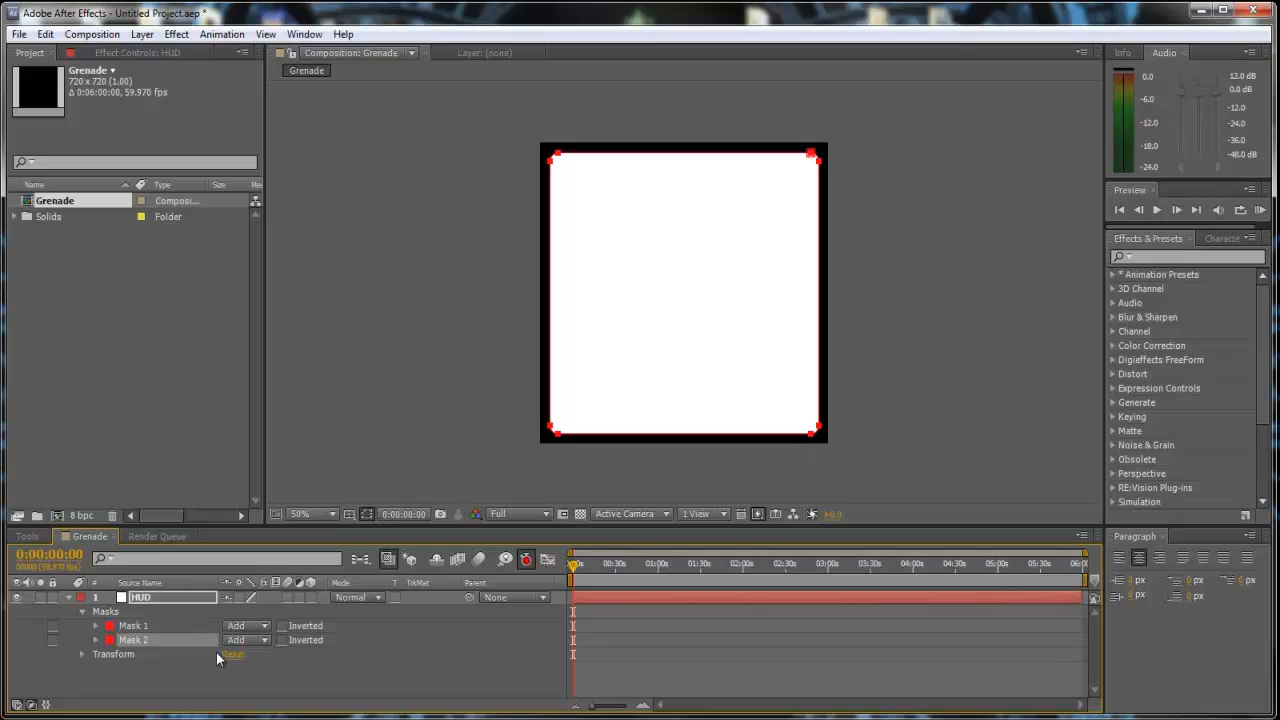 Adobe After Effects - Untitled Project.aep *
File Edit Composition Layer Effect Animation View Window Help
Project Effect Controls: HUD Composition: Grenade Layer: (none) Info Audio
Grenade
720 x 720 (1.00)
Δ 0:06:00:00, 59.970 fps
Grenade
0.0
-6.0
-12.0
-18.0
-24.0
12.0 dB
0.0 dB
-12.0
-24.0
-36.0
-48.0 dB
Name Type Size Me
Grenade Composi...
Solids Folder
Preview
Effects & Presets Characte
* Animation Presets
3D Channel
Audio
Blur & Sharpen
Channel
Color Correction
Digieffects FreeForm
Distort
Expression Controls
Generate
Keying
Matte
Noise & Grain
Obsolete
Perspective
RE:Vision Plug-ins
Simulation
8 bpc
50% 0:00:00:00 Full Active Camera 1 View +0.0
Tools Grenade Render Queue
0:00:00:00
00000 (59.970 fps)
# Source Name Mode T TrkMat Parent
00:30s 01:00s 01:30s 02:00s 02:30s 03:00s 03:30s 04:00s 04:30s 05:00s 05:30s 06:0
1 HUD Normal None
Masks
Mask 1 Add Inverted
Mask 2 Add Inverted
Transform Reset
Paragraph
0 px 0 px 0 px
0 px 0 px